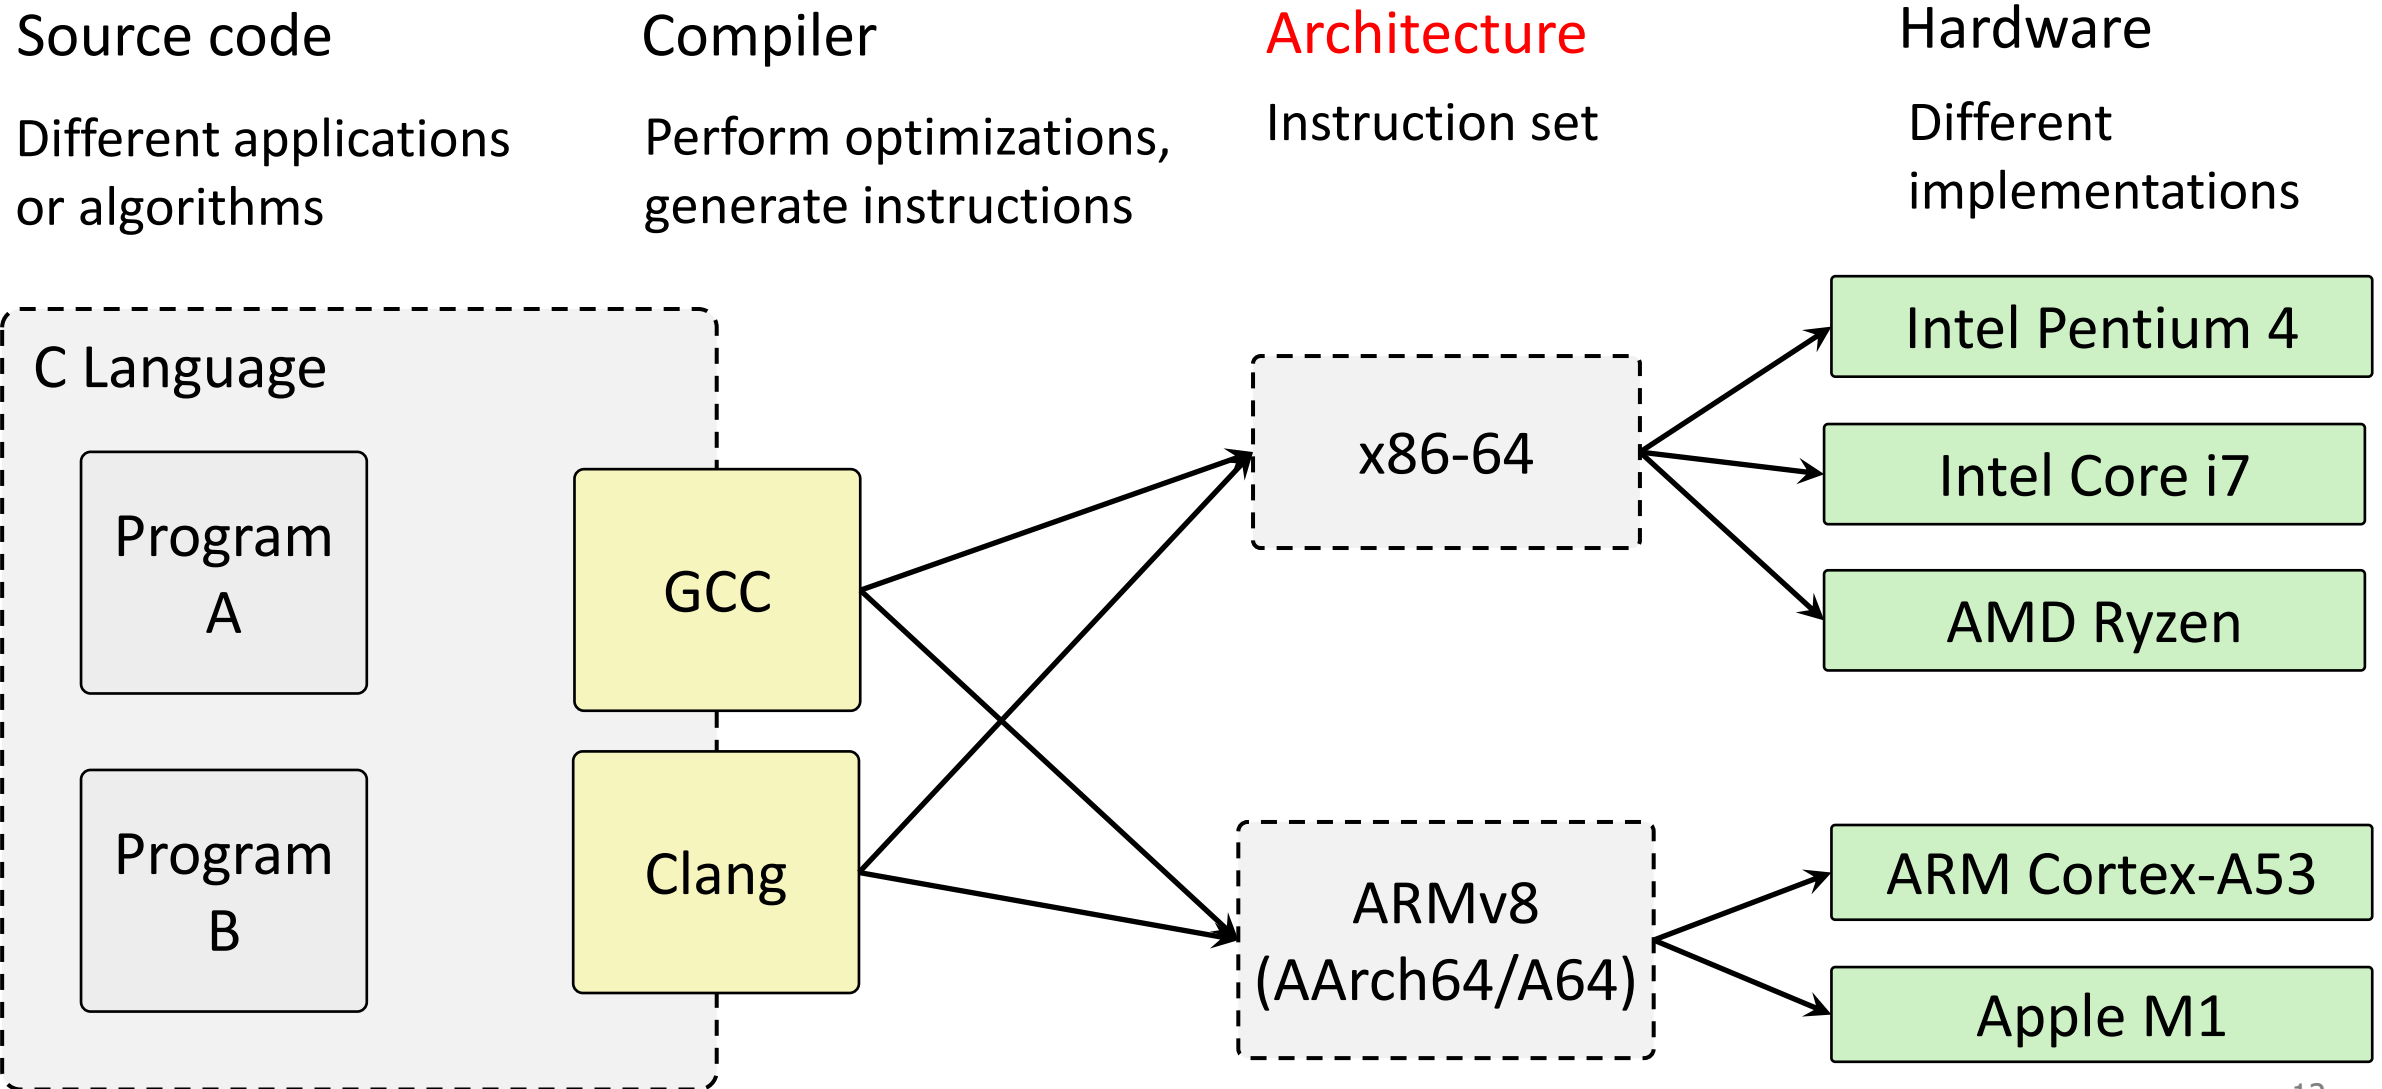 Source code
Different applications
or algorithms
Compiler
Perform optimizations,
generate instructions
Architecture
Instruction set
Hardware
Different
implementations
C Language
Program
A
Program
B
GCC
Clang
x86-64
ARMv8
(AArch64/A64)
Intel Pentium 4
Intel Core i7
AMD Ryzen
ARM Cortex-A53
Apple M1